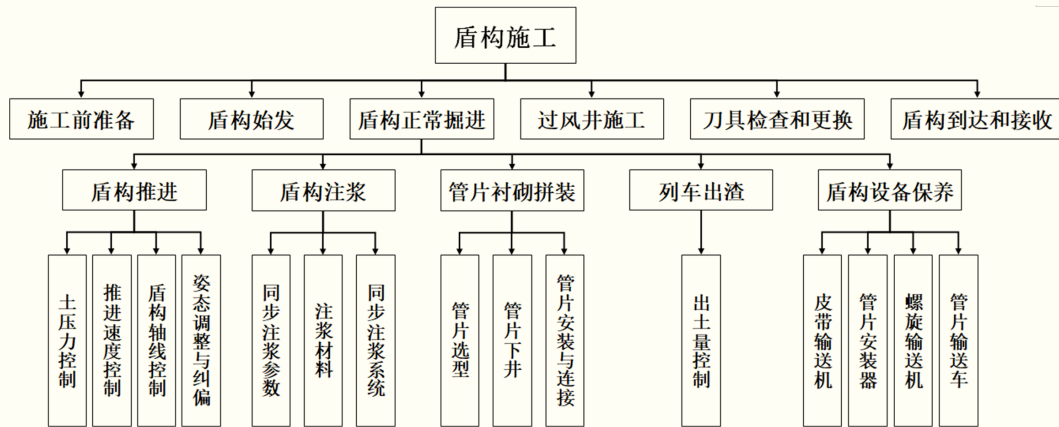 盾构施工
施工前准备
盾构始发
盾构正常掘进
过风井施工
刀具检查和更换
盾构到达和接收
盾构推进
盾构注浆
管片衬砌拼装
列车出渣
盾构设备保养
土压力控制
推进速度控制
盾构轴线控制
姿态调整与纠偏
同步注浆参数
注浆材料
同步注浆系统
管片选型
管片下井
管片安装与连接
出土量控制
皮带输送机
管片安装器
螺旋输送机
管片输送车